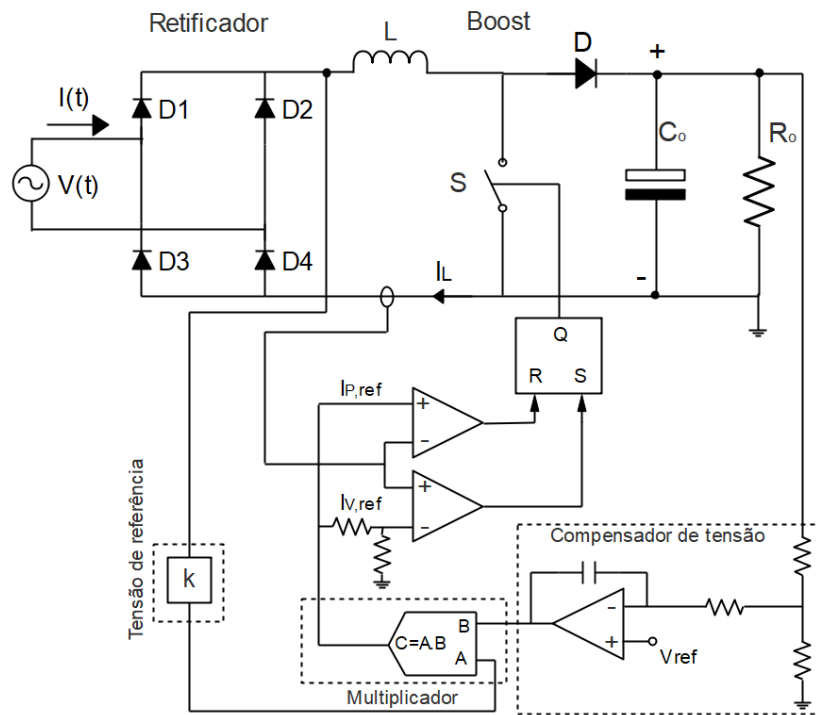 Retificador
L
Boost
D
+
I(t)
D1
D2
Co
Ro
V(t)
S
D3
D4
IL
-
Q
R S
IP,ref
+
-
+
IV,ref
-
Tensão de referência
k
Compensador de tensão
-
+
Vref
B
C=A.B
A
Multiplicador